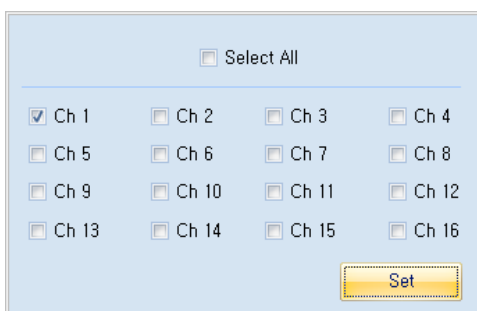 Select All
Ch 1 Ch 2 Ch 3 Ch 4
Ch 5 Ch 6 Ch 7 Ch 8
Ch 9 Ch 10 Ch 11 Ch 12
Ch 13 Ch 14 Ch 15 Ch 16
Set